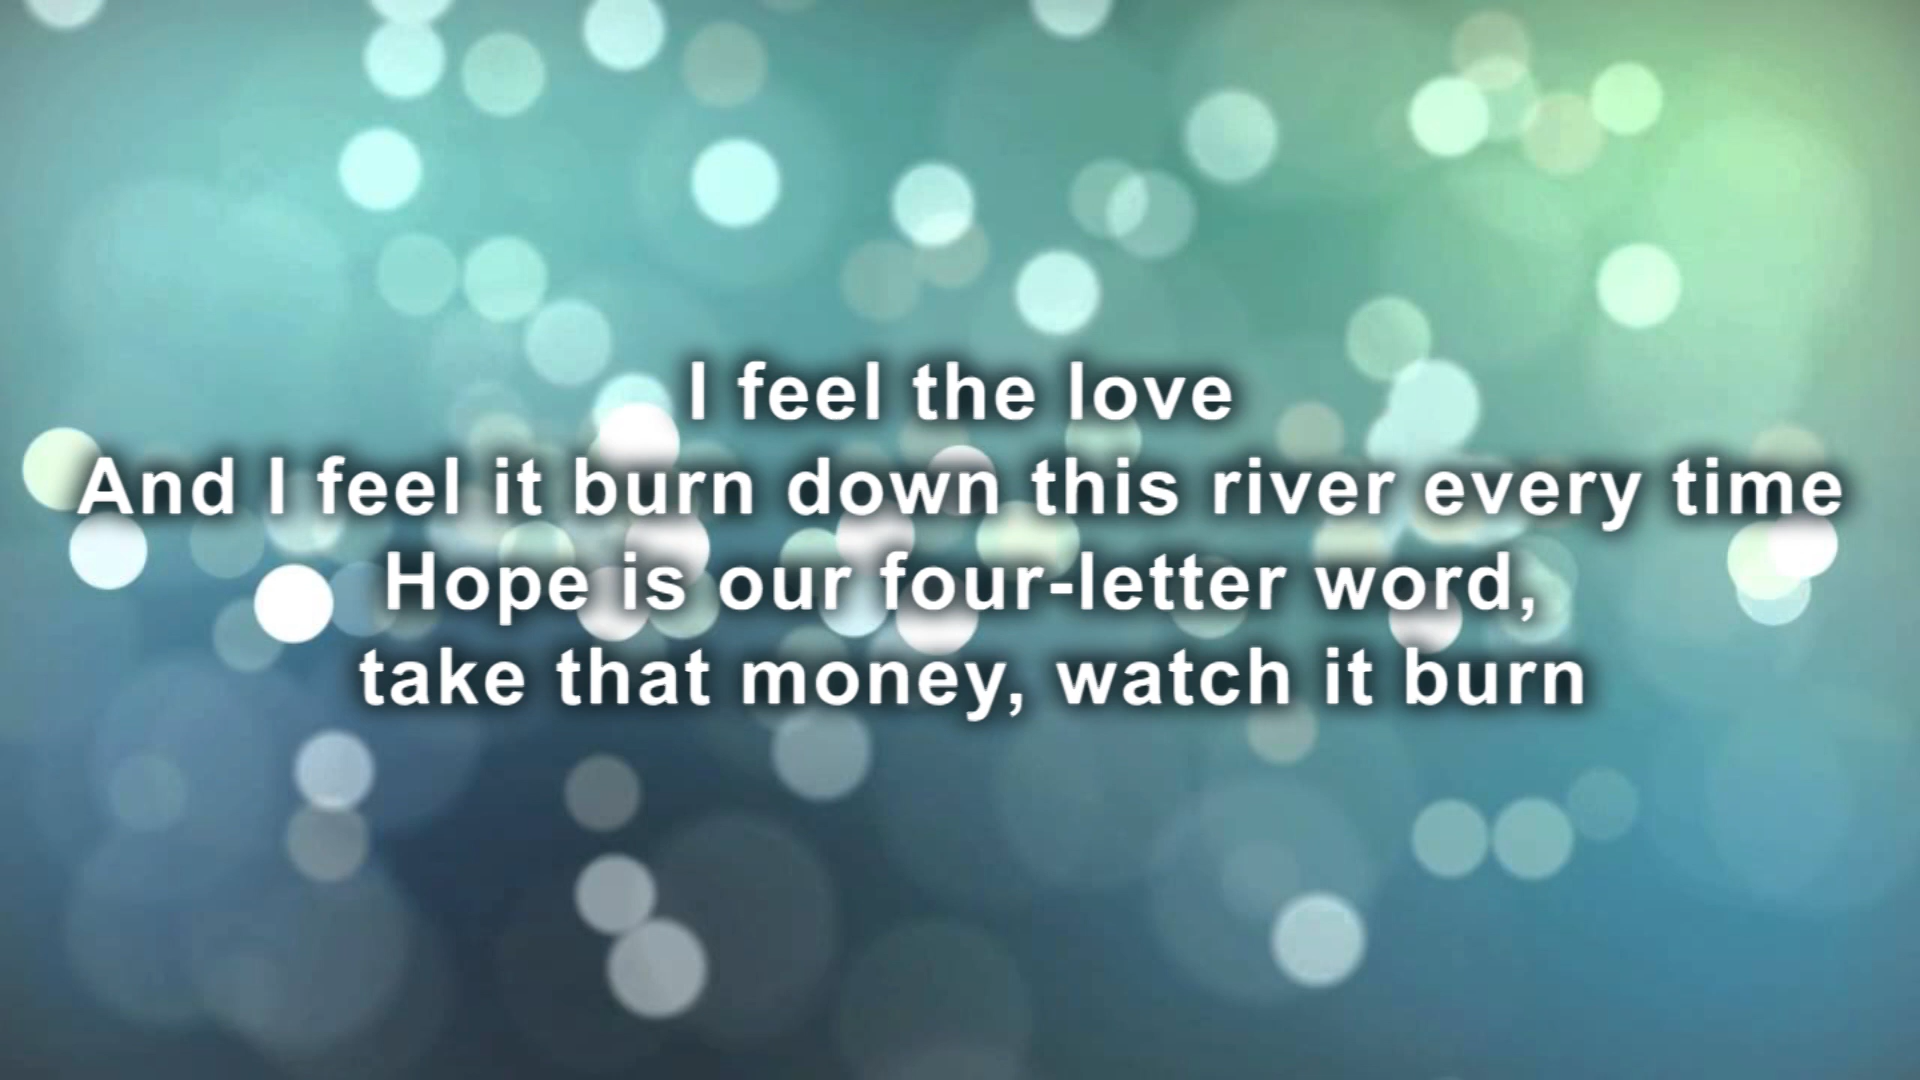 I feel the love
And I feel it burn down this river every time
Hope is our four-letter word,
take that money, watch it burn